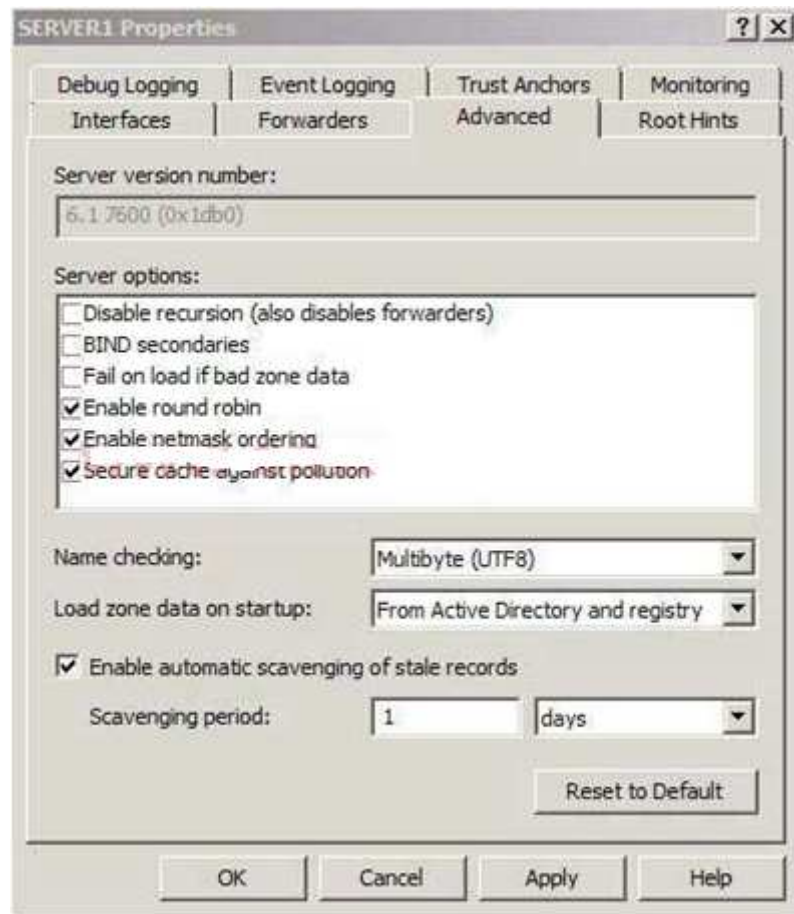 SERVER1 Properties
Debug Logging Event Logging Trust Anchors Monitoring
Interfaces Forwarders Advanced Root Hints
Server version number:
6.1 7600 (0x1db0)
Server options:
Disable recursion (also disables forwarders)
BIND secondaries
Fail on load if bad zone data
Enable round robin
Enable netmask ordering
Secure cache against pollution
Name checking: Multibyte (UTF8)
Load zone data on startup: From Active Directory and registry
Enable automatic scavenging of stale records
Scavenging period: 1 days
Reset to Default
OK Cancel Apply Help